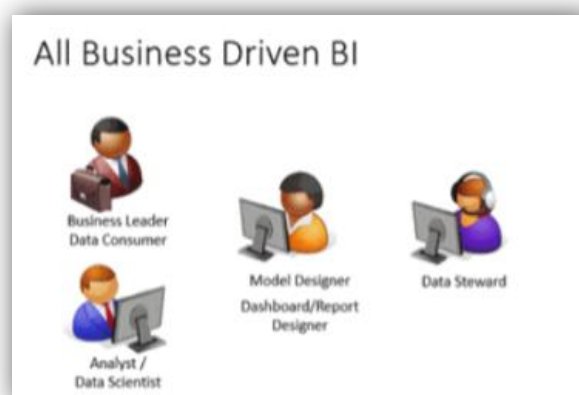 All Business Driven BI
Business Leader
Data Consumer
Model Designer
Dashboard/Report
Designer
Data Steward
Analyst /
Data Scientist